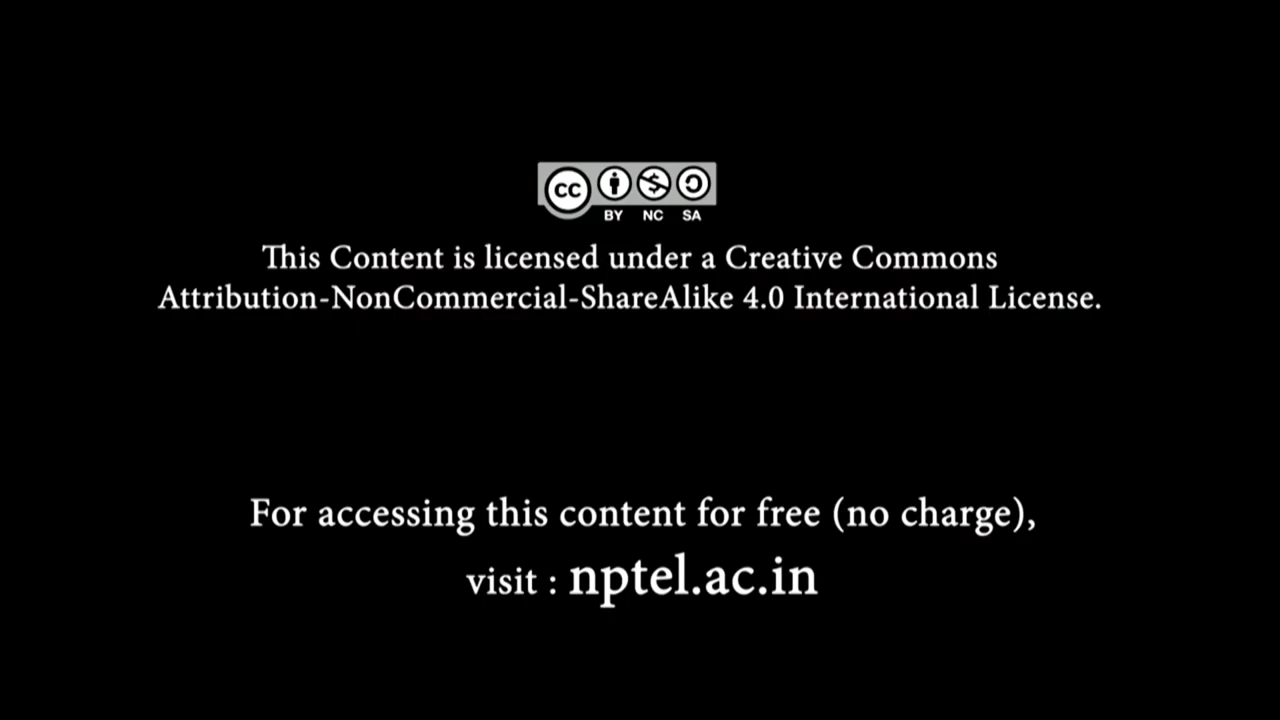 cc BY NC SA
This Content is licensed under a Creative Commons
Attribution-NonCommercial-ShareAlike 4.0 International License.
For accessing this content for free (no charge),
visit : nptel.ac.in